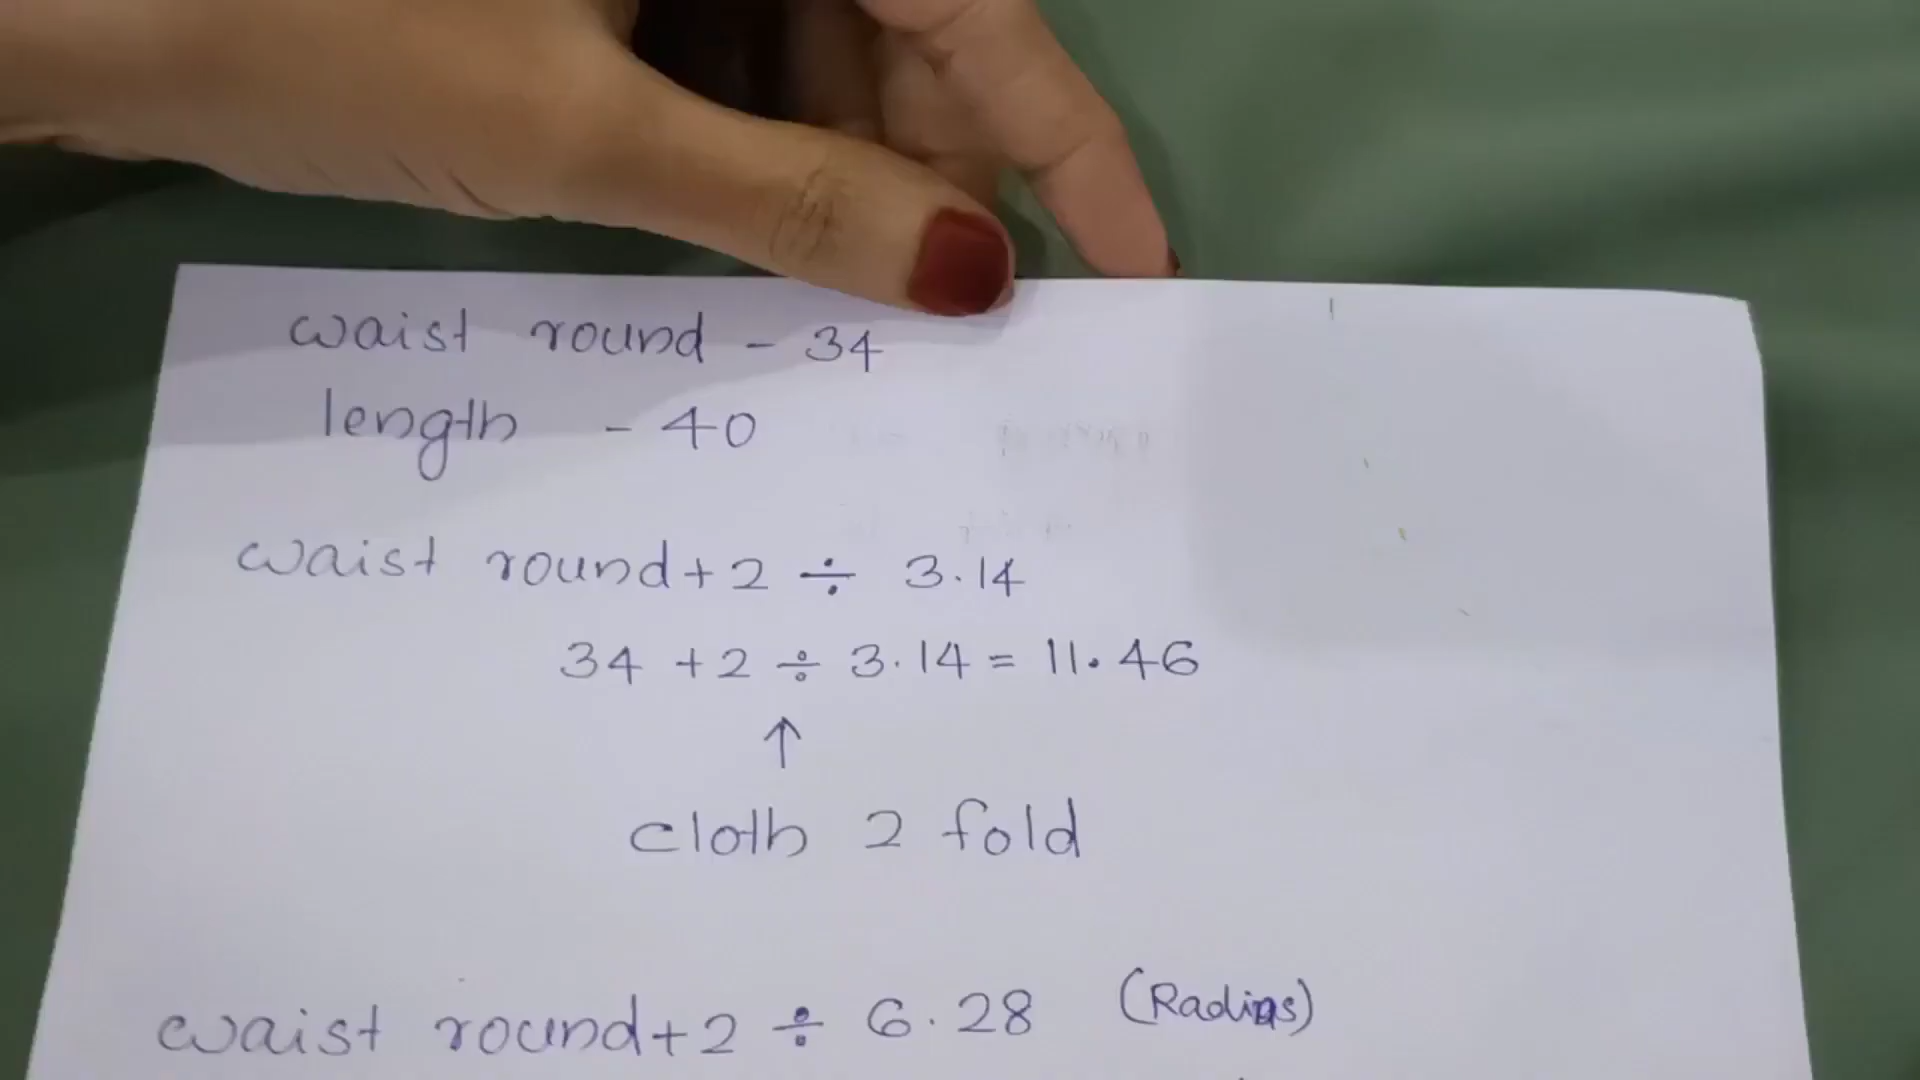 waist round - 34
length - 40
waist round + 2 ÷ 3.14
34 + 2 ÷ 3.14 = 11.46
↑
cloth 2 fold
waist round + 2 ÷ 6.28 (Radius)